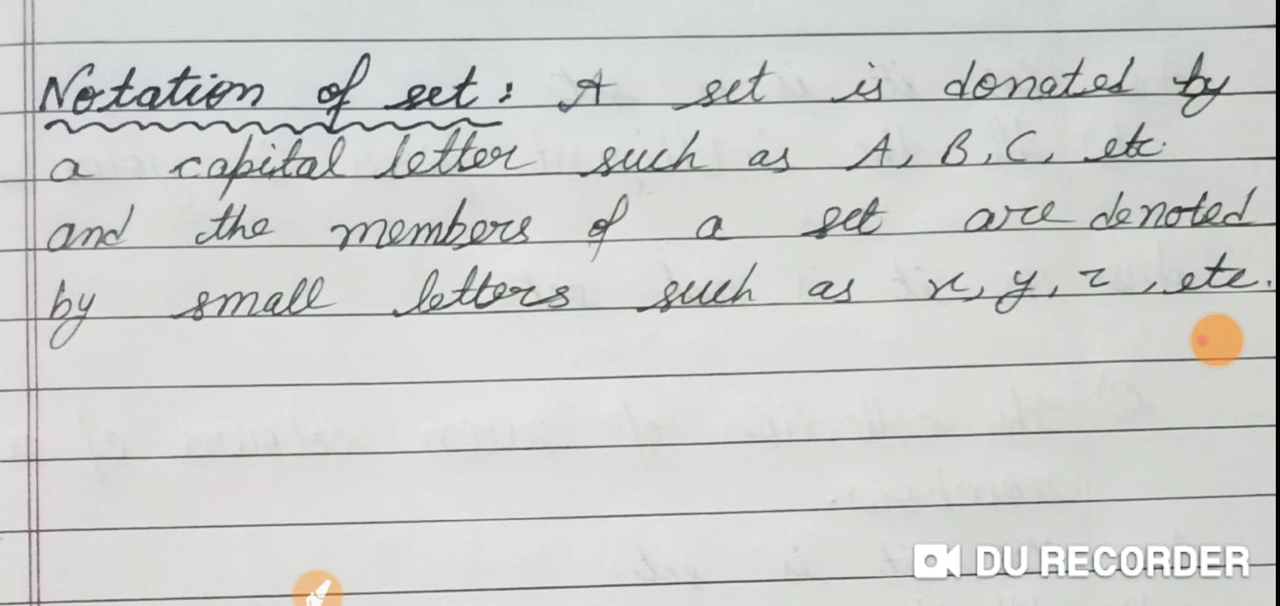 Notation of set : A set is donated by
a capital letter such as A, B, C, etc.
and the members of a set are denoted
by small letters such as x, y, z, etc.
DU RECORDER